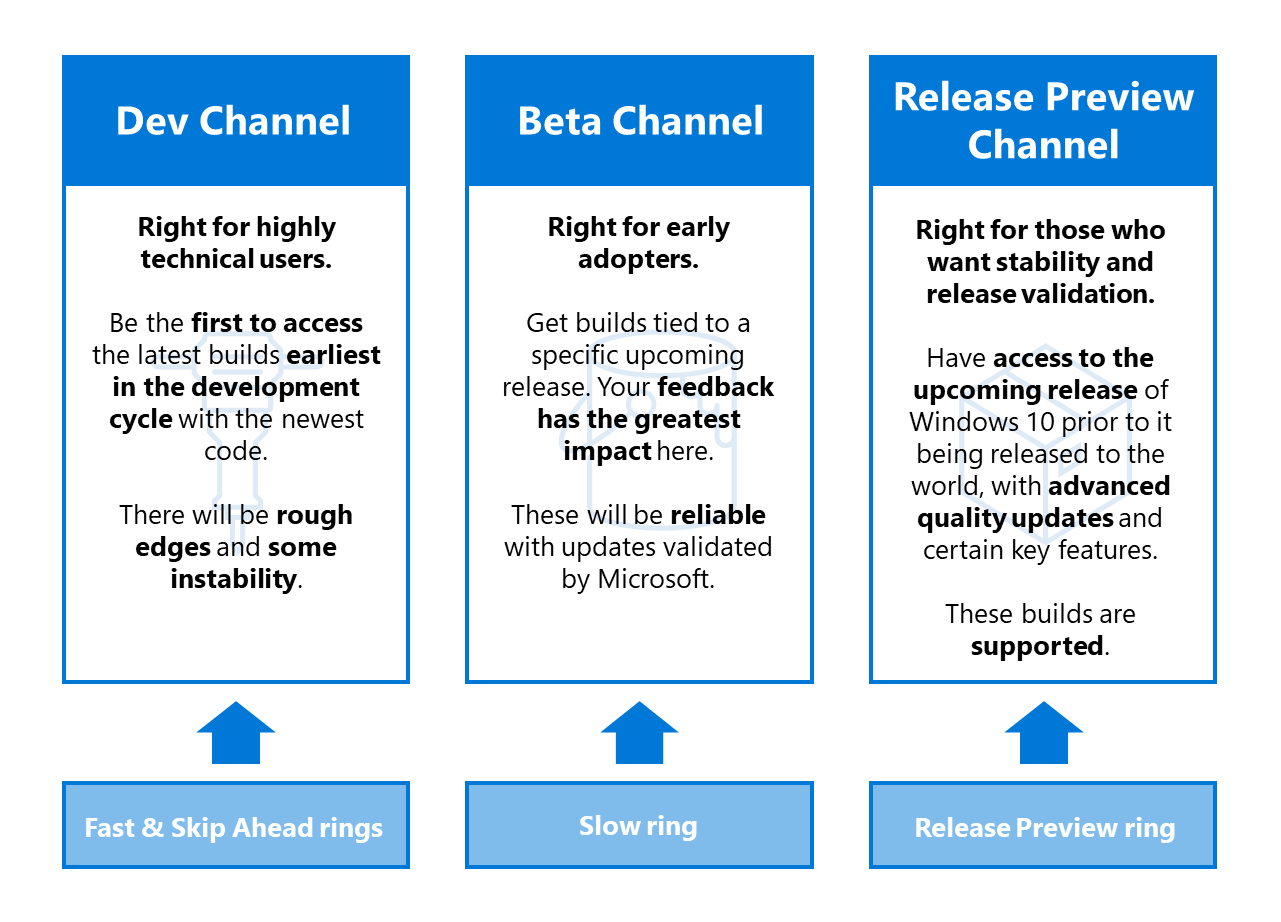 Dev Channel
Right for highly
technical users.
Be the first to access
the latest builds earliest
in the development
cycle with the newest
code.
There will be rough
edges and some
instability.
Fast & Skip Ahead rings
Beta Channel
Right for early
adopters.
Get builds tied to a
specific upcoming
release. Your feedback
has the greatest
impact here.
These will be reliable
with updates validated
by Microsoft.
Slow ring
Release Preview
Channel
Right for those who
want stability and
release validation.
Have access to the
upcoming release of
Windows 10 prior to it
being released to the
world, with advanced
quality updates and
certain key features.
These builds are
supported.
Release Preview ring